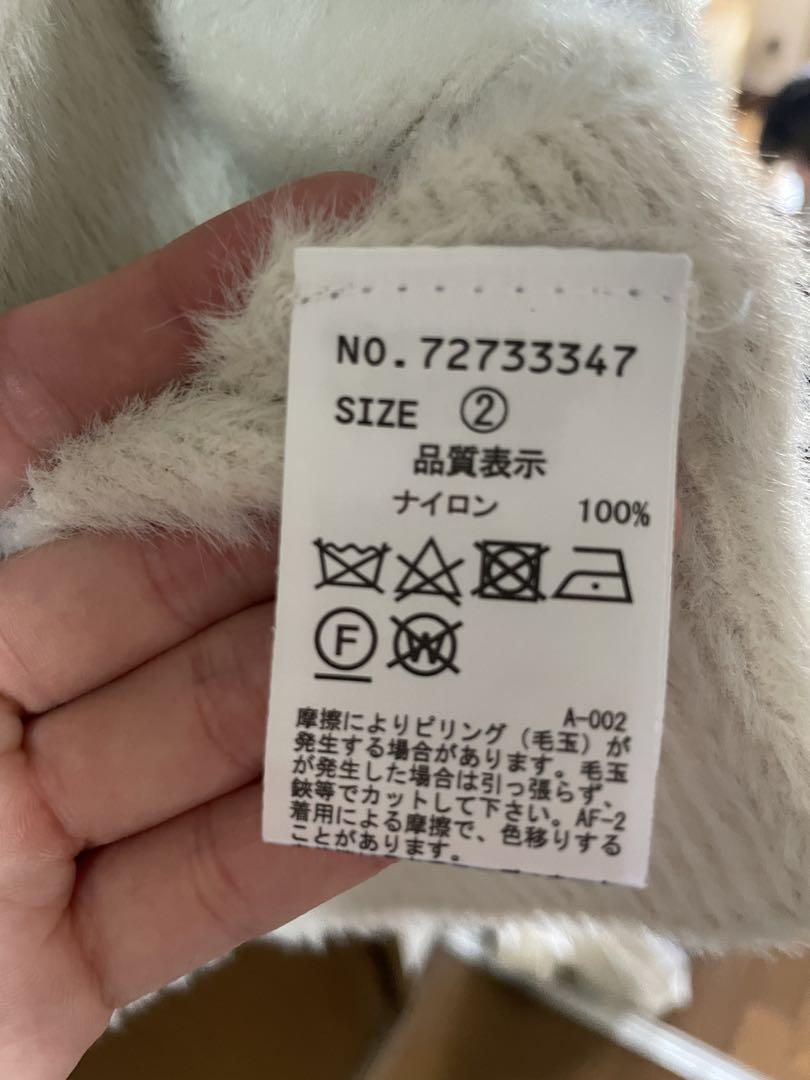 NO.72733347
SIZE ②
品質表示
ナイロン 100%
F W
A-002
摩擦によりピリング（毛玉）が
発生する場合があります。毛玉
が発生した場合は引っ張らず、
鋏等でカットして下さい。AF-2
着用による摩擦で、色移りする
ことがあります。